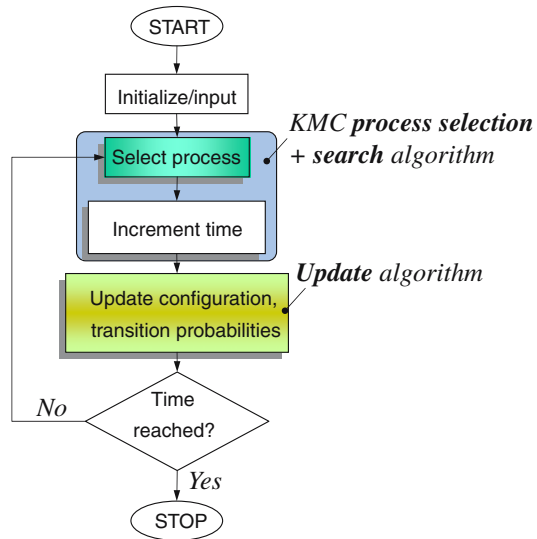 START
Initialize/input
KMC process selection
+ search algorithm
Select process
Increment time
Update algorithm
Update configuration,
transition probabilities
Time
reached?
No
Yes
STOP